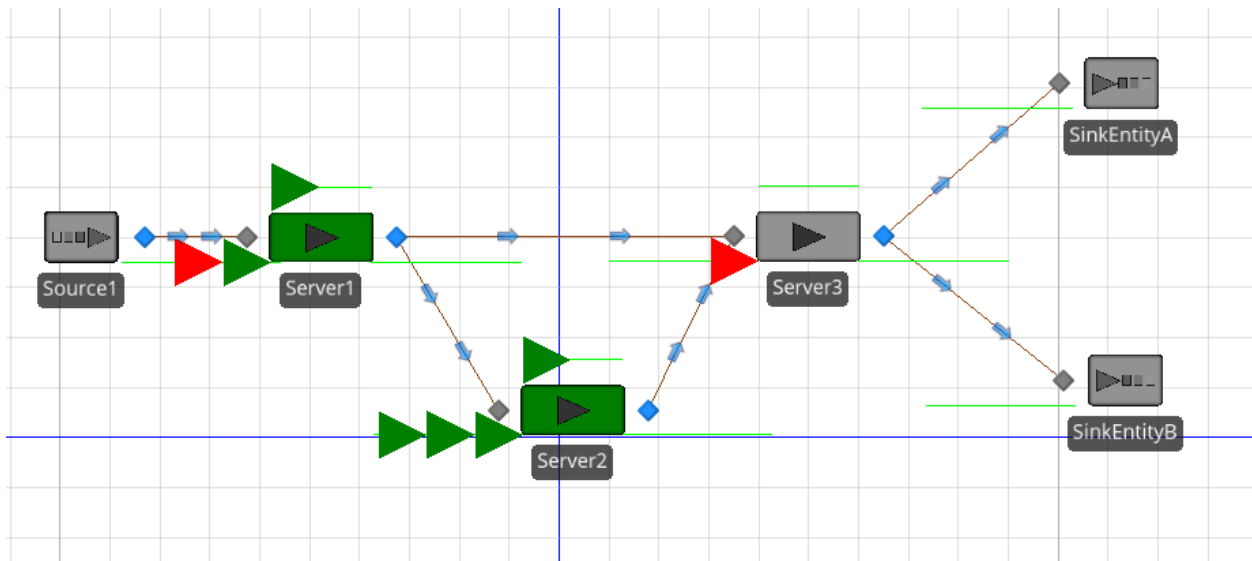 SinkEntityA
Source1
Server1
Server3
SinkEntityB
Server2